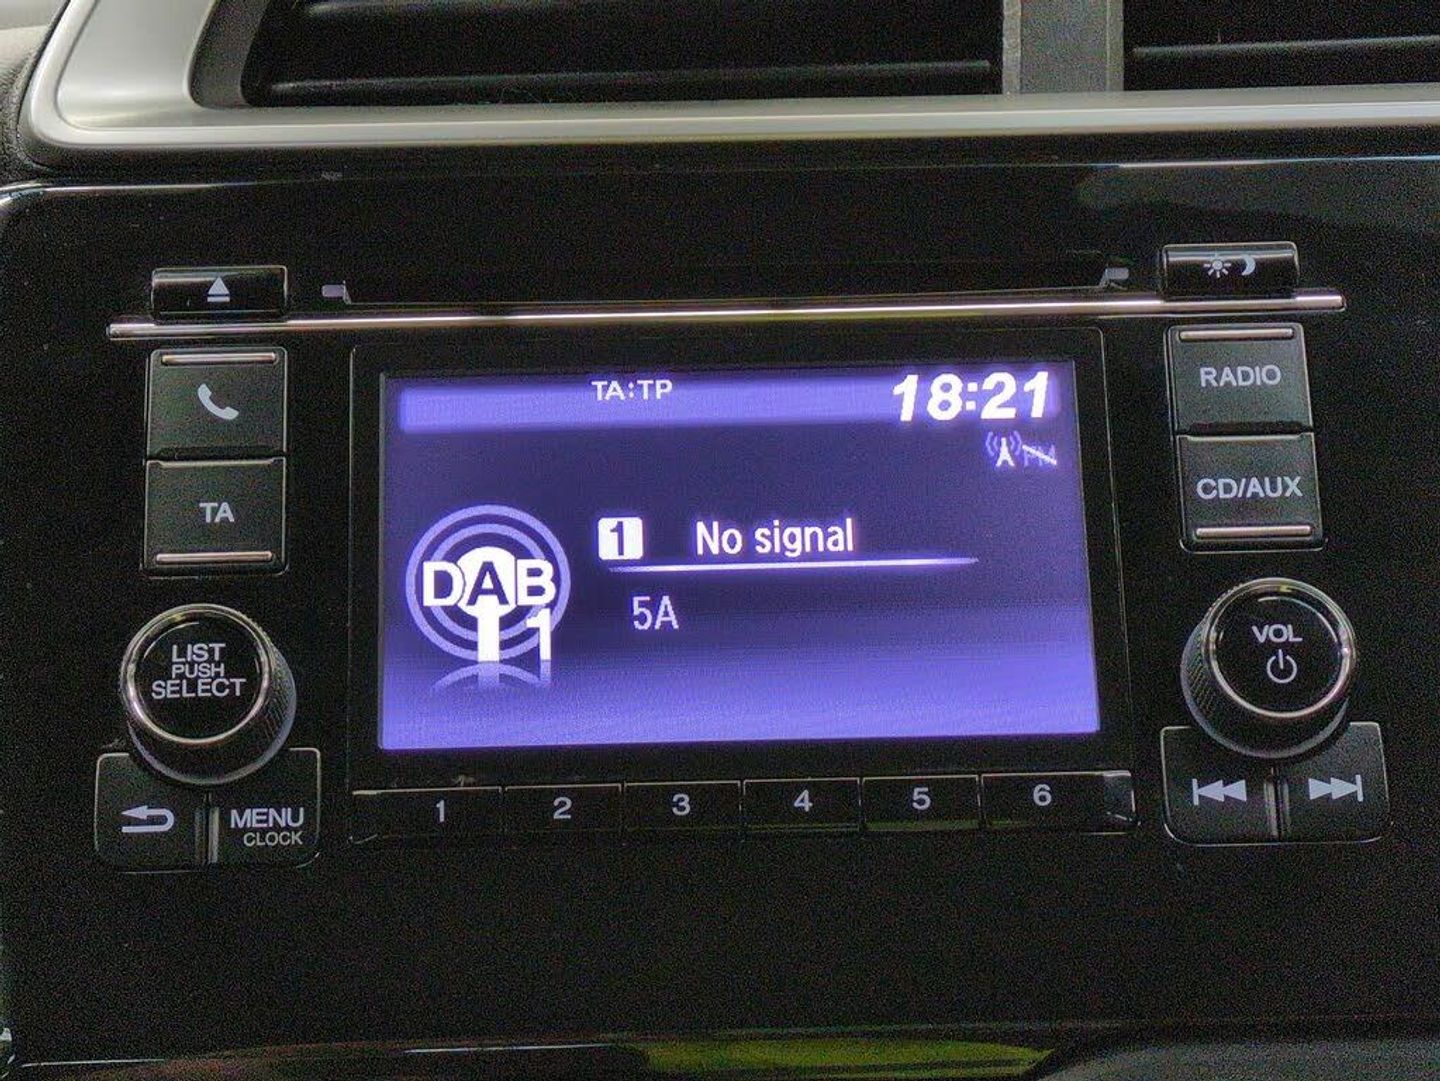 TA:TP
18:21
FM
DAB
1
1 No signal
5A
RADIO
TA
CD/AUX
LIST
PUSH
SELECT
VOL
MENU
CLOCK
1 2 3 4 5 6